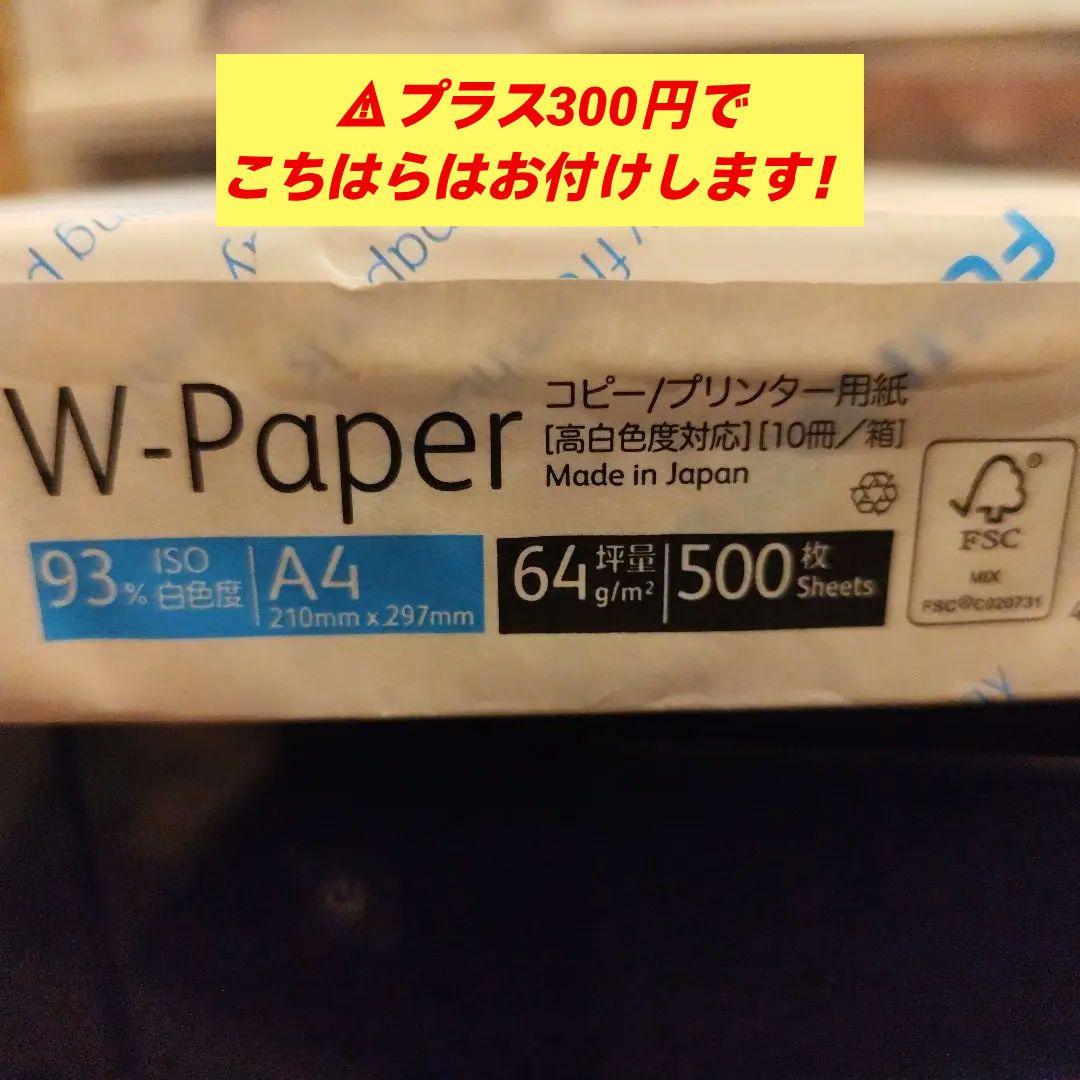 ⚠プラス300円で
こちはらはお付けします!
W-Paper
コピー/プリンター用紙
[高白色度対応][10冊/箱]
Made in Japan
93% ISO 白色度
A4
210mm x 297mm
64 坪量 g/m²
500 枚 Sheets
FSC
MIX
FSC®C020731